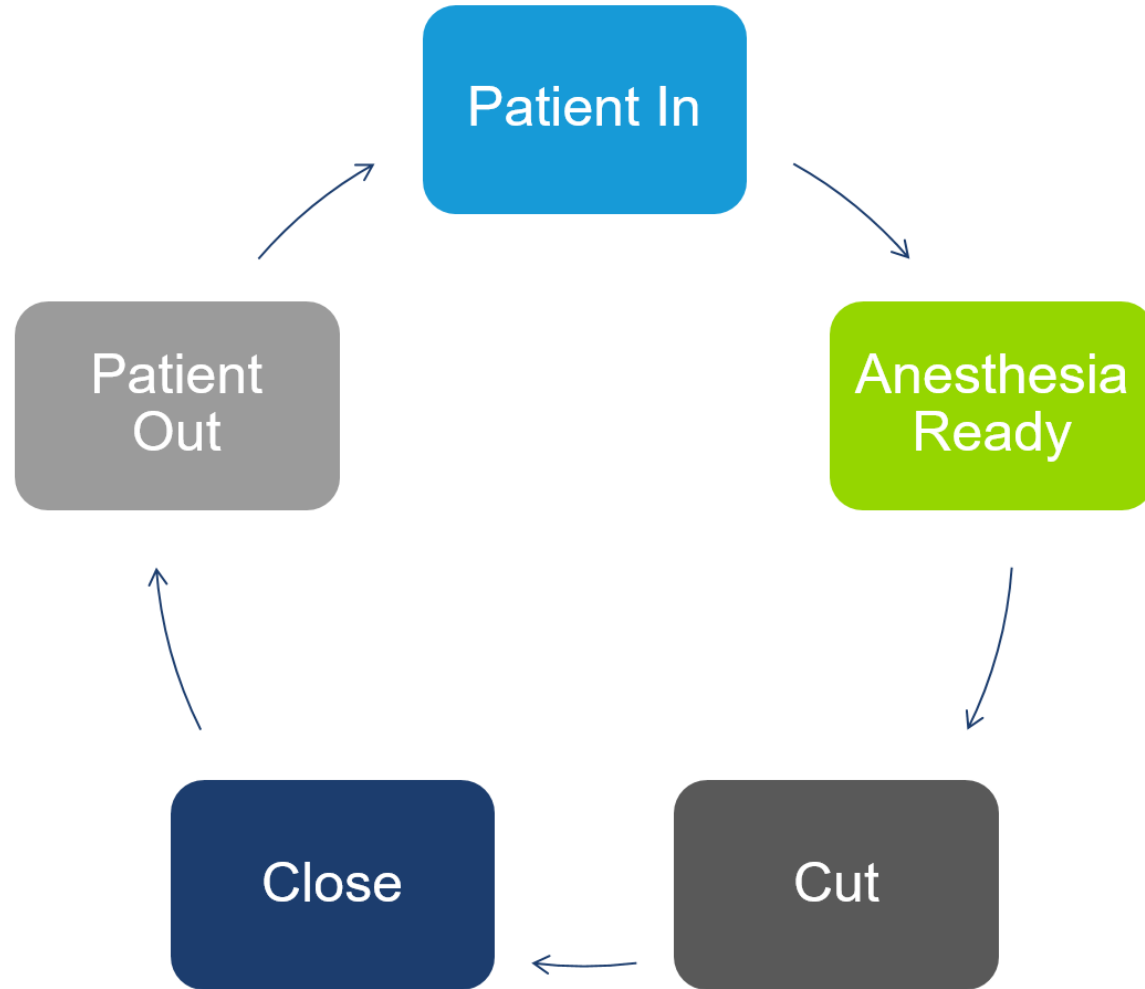 Patient In
Anesthesia
Ready
Cut
Close
Patient
Out